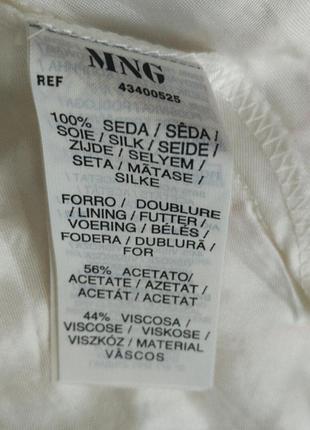 MNG
REF 43400525
100% SEDA / SÊDA /
SOIE / SILK / SEIDE /
ZIJDE / SELYEM /
SETA / MĂTASE /
SILKE
FORRO / DOUBLURE
/ LINING / FUTTER /
VOERING / BÉLÉS /
FODERA / DUBLURĂ /
FOR
56% ACETATO/
ACETATE / AZETAT /
ACETÁT / ACETAT
44% VISCOSA /
VISCOSE / VISKOSE /
VISZKÓZ / MATERIAL
VÂSCOS